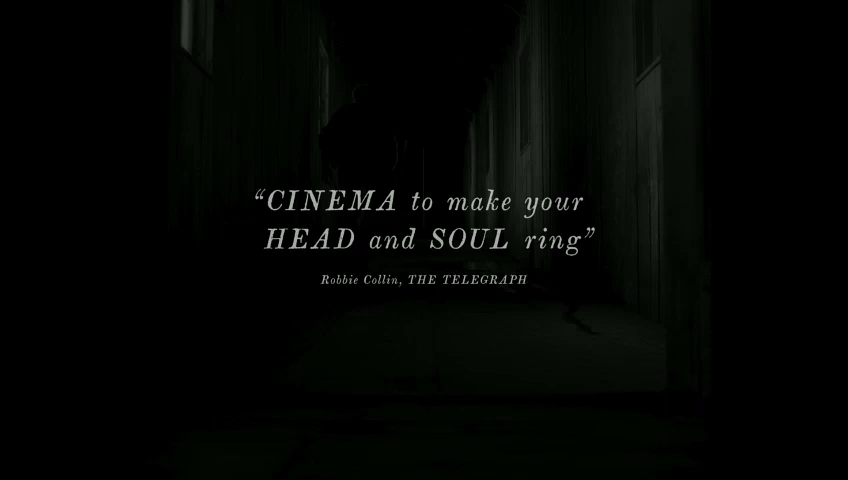 “CINEMA to make your
HEAD and SOUL ring”
Robbie Collin, THE TELEGRAPH